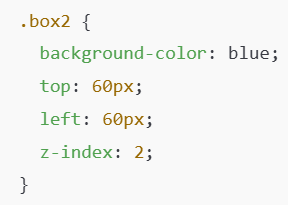 .box2 {
  background-color: blue;
  top: 60px;
  left: 60px;
  z-index: 2;
}